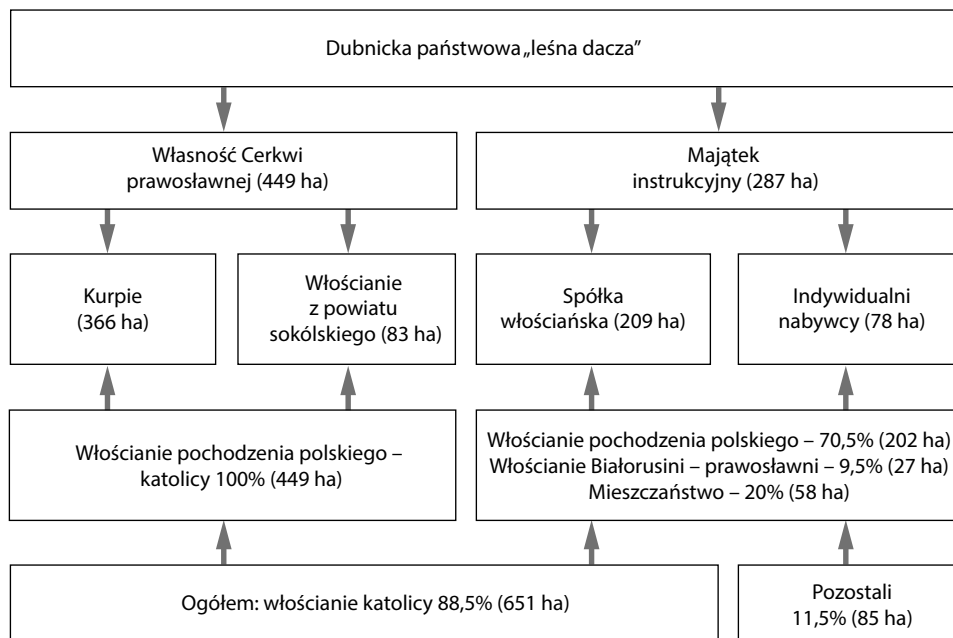 Dubnicka państwowa „leśna dacza”
Własność Cerkwi
prawosławnej (449 ha)
Majątek
instrukcyjny (287 ha)
Kurpie
(366 ha)
Włościanie
z powiatu
sokólskiego (83 ha)
Spółka
włościańska (209 ha)
Indywidualni
nabywcy (78 ha)
Włościanie pochodzenia polskiego –
katolicy 100% (449 ha)
Włościanie pochodzenia polskiego – 70,5% (202 ha)
Włościanie Białorusini – prawosławni – 9,5% (27 ha)
Mieszczaństwo – 20% (58 ha)
Ogółem: włościanie katolicy 88,5% (651 ha)
Pozostali
11,5% (85 ha)